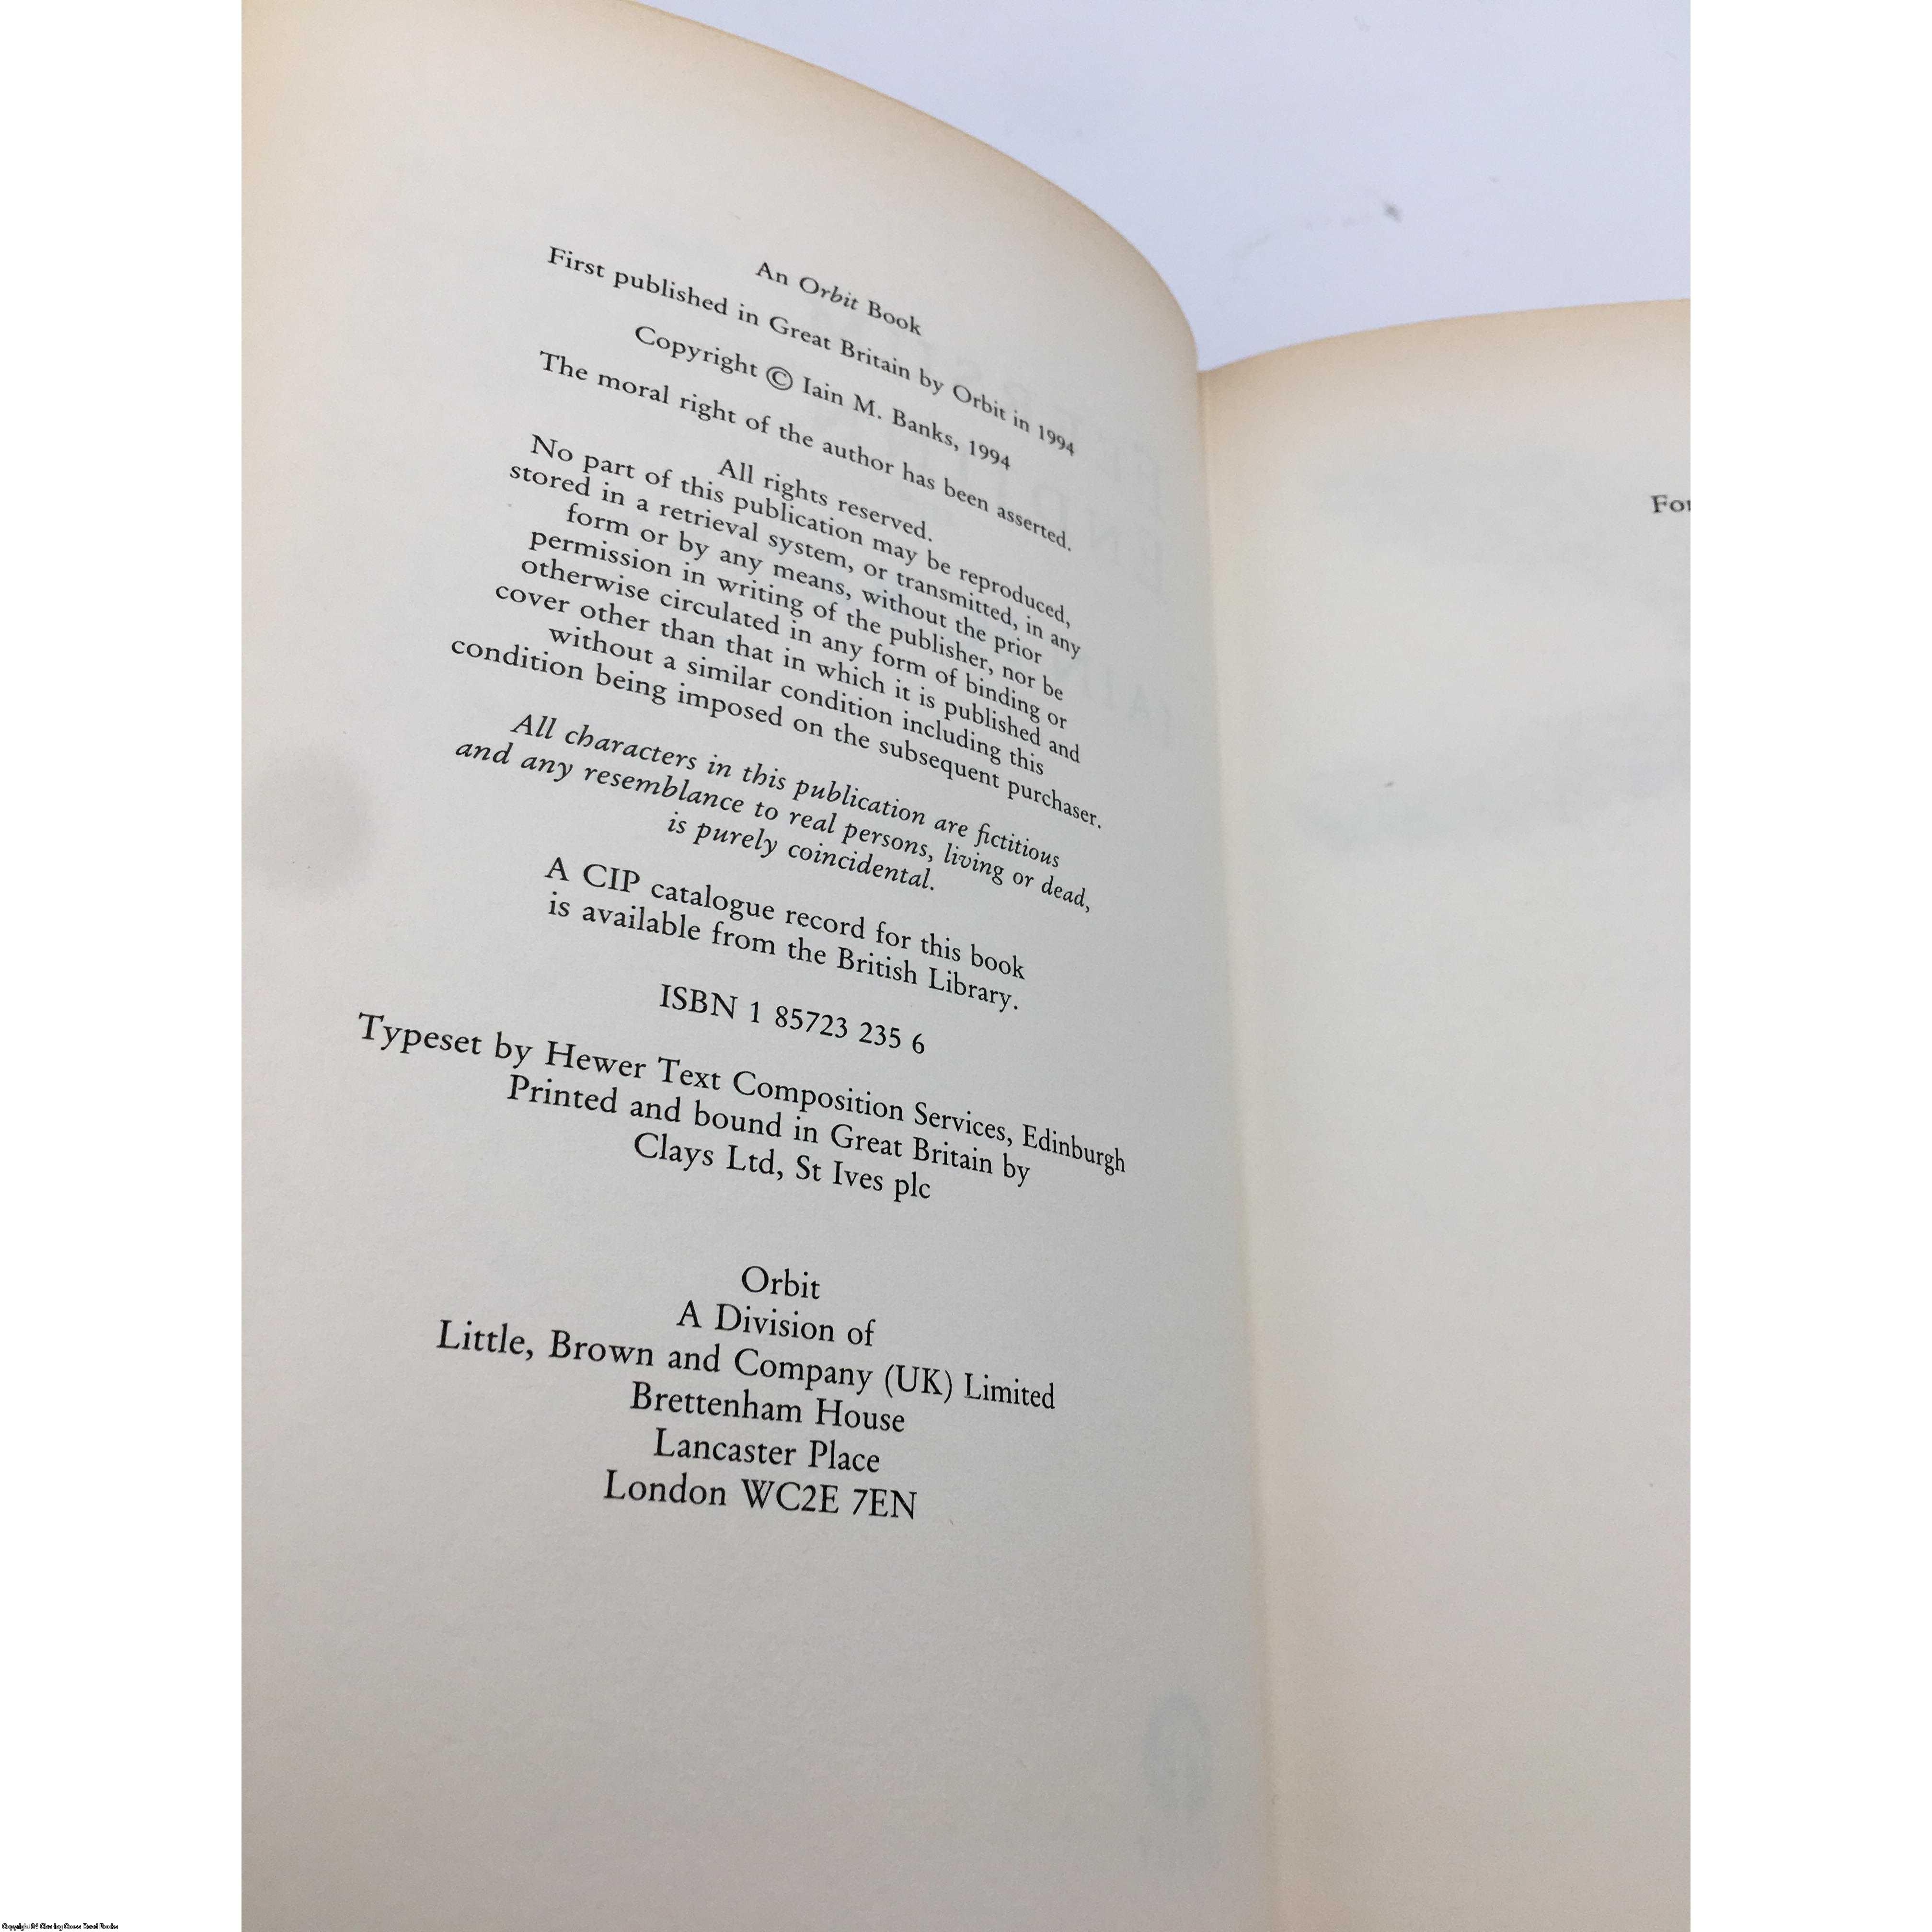 An Orbit Book
First published in Great Britain by Orbit in 1994
Copyright © Iain M. Banks, 1994
The moral right of the author has been asserted.
All rights reserved.
No part of this publication may be reproduced,
stored in a retrieval system, or transmitted, in any
form or by any means, without the prior
permission in writing of the publisher, nor be
otherwise circulated in any form of binding or
cover other than that in which it is published and
without a similar condition including this
condition being imposed on the subsequent purchaser.
All characters in this publication are fictitious
and any resemblance to real persons, living or dead,
is purely coincidental.
A CIP catalogue record for this book
is available from the British Library.
ISBN 1 85723 235 6
Typeset by Hewer Text Composition Services, Edinburgh
Printed and bound in Great Britain by
Clays Ltd, St Ives plc
Orbit
A Division of
Little, Brown and Company (UK) Limited
Brettenham House
Lancaster Place
London WC2E 7EN
Copyright 84 Charing Cross Road Books